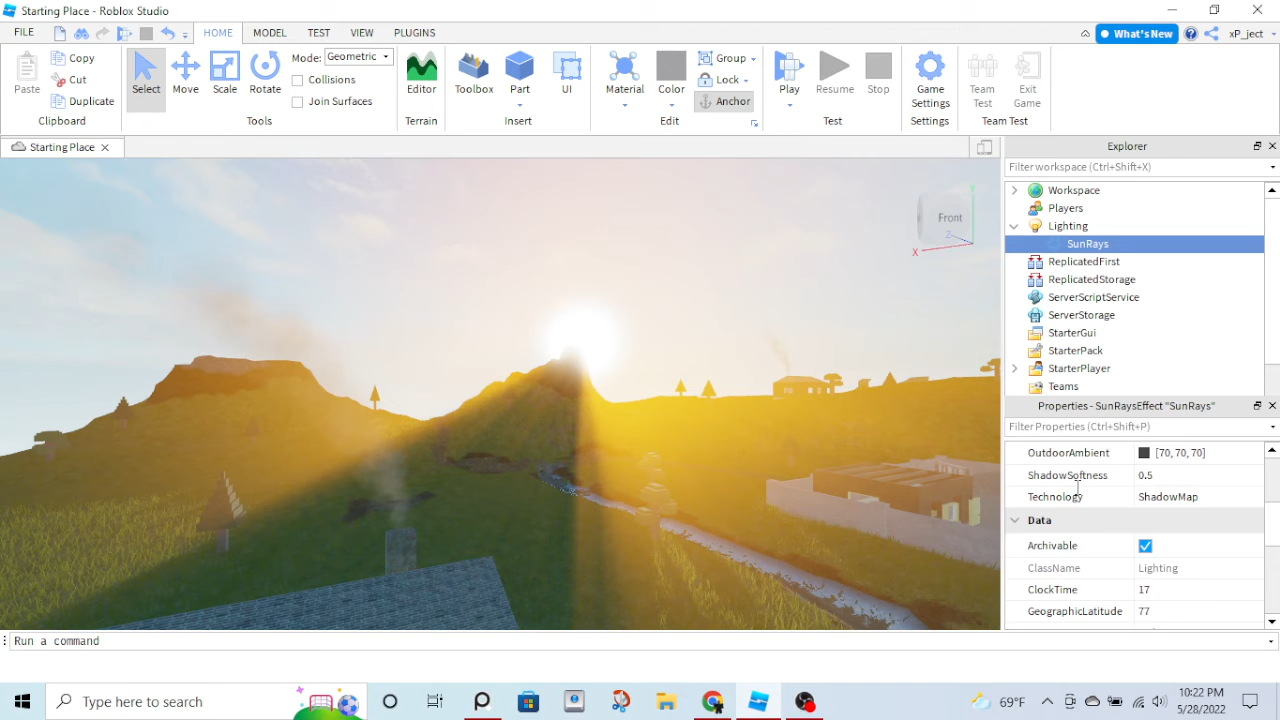 Starting Place - Roblox Studio
FILE HOME MODEL TEST VIEW PLUGINS What's New xP_ject
Paste Copy Cut Duplicate Clipboard
Select Move Scale Rotate Mode: Geometric Collisions Join Surfaces Tools
Editor Terrain
Toolbox Part UI Insert
Material Color Group Lock Anchor Edit
Play Resume Stop Test
Game Settings Settings
Team Test Exit Game Team Test
Starting Place
Front
X
Y
Z
Explorer
Filter workspace (Ctrl+Shift+X)
Workspace
Players
Lighting
SunRays
ReplicatedFirst
ReplicatedStorage
ServerScriptService
ServerStorage
StarterGui
StarterPack
StarterPlayer
Teams
Properties - SunRaysEffect "SunRays"
Filter Properties (Ctrl+Shift+P)
OutdoorAmbient [70, 70, 70]
ShadowSoftness 0.5
Technology ShadowMap
Data
Archivable
ClassName Lighting
ClockTime 17
GeographicLatitude 77
Run a command
Type here to search
69°F
10:22 PM
5/28/2022